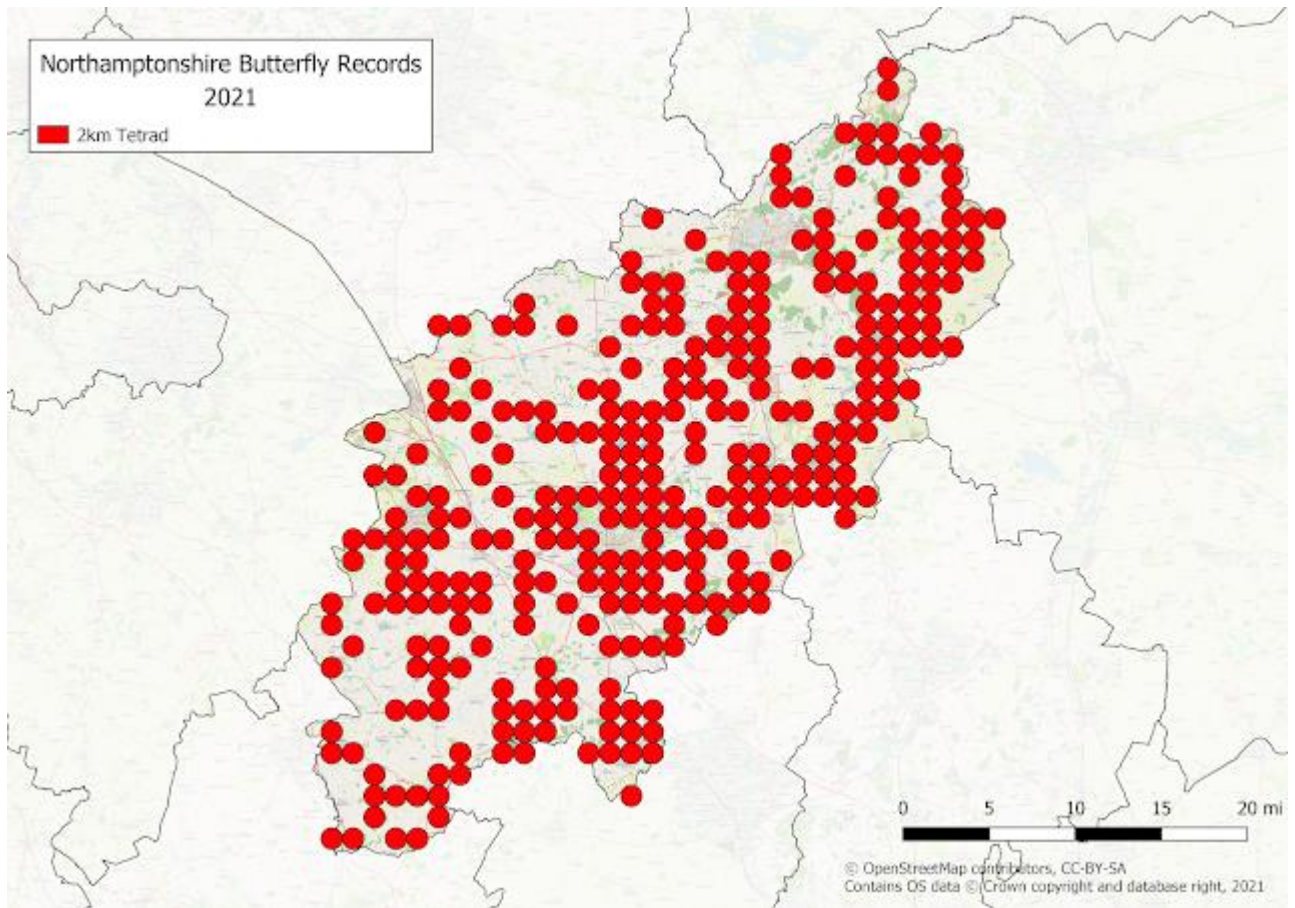 Northamptonshire Butterfly Records
2021
2km Tetrad
0 5 10 15 20 mi
© OpenStreetMap contributors, CC-BY-SA
Contains OS data © Crown copyright and database right, 2021